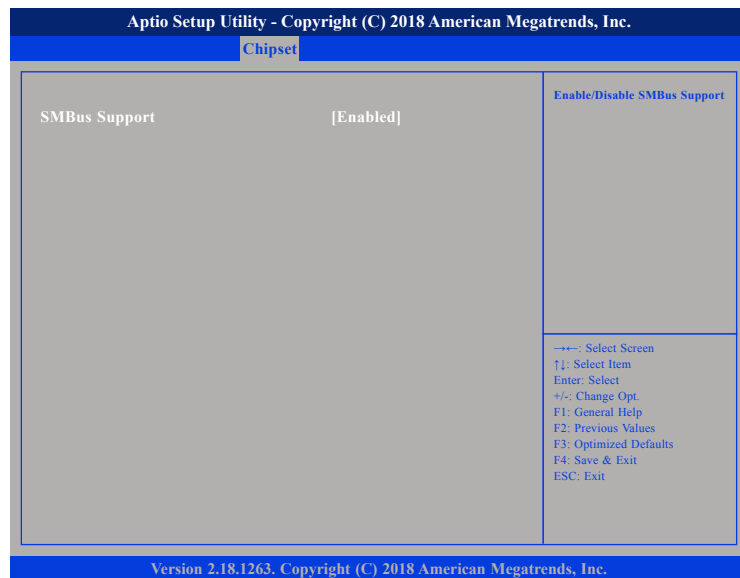 Aptio Setup Utility - Copyright (C) 2018 American Megatrends, Inc.
Chipset
SMBus Support [Enabled]
Enable/Disable SMBus Support
→←: Select Screen
↑↓: Select Item
Enter: Select
+/-: Change Opt.
F1: General Help
F2: Previous Values
F3: Optimized Defaults
F4: Save & Exit
ESC: Exit
Version 2.18.1263. Copyright (C) 2018 American Megatrends, Inc.